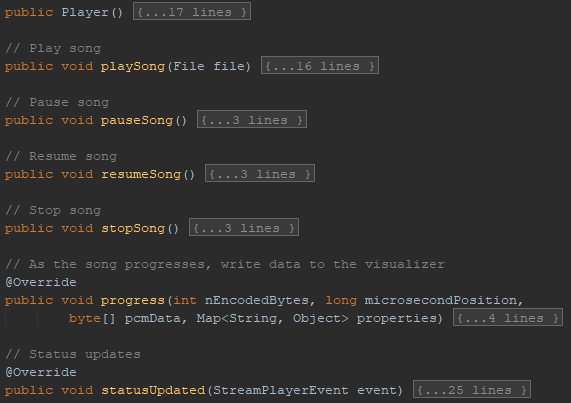 public Player() {...17 lines }
// Play song
public void playSong(File file) {...16 lines }
// Pause song
public void pauseSong() {...3 lines }
// Resume song
public void resumeSong() {...3 lines }
// Stop song
public void stopSong() {...3 lines }
// As the song progresses, write data to the visualizer
@Override
public void progress(int nEncodedBytes, long microsecondPosition,
byte[] pcmData, Map<String, Object> properties) {...4 lines }
// Status updates
@Override
public void statusUpdated(StreamPlayerEvent event) {...25 lines }